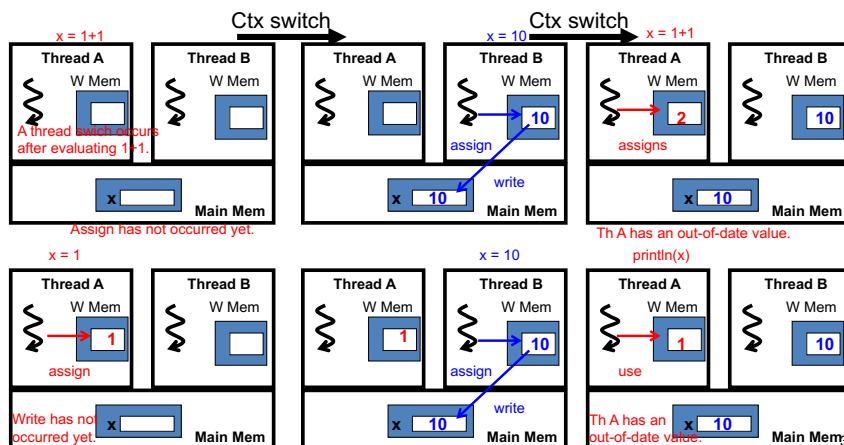 Ctx switch
Ctx switch
x = 1+1
x = 10
x = 1+1
Thread A
Thread B
Thread A
Thread B
Thread A
Thread B
W Mem
W Mem
W Mem
W Mem
W Mem
W Mem
10
2
10
A thread swich occurs
after evaluating 1+1.
assign
assigns
write
x
Main Mem
x 10
Main Mem
x 10
Main Mem
Assign has not occurred yet.
Th A has an out-of-date value.
x = 1
x = 10
println(x)
Thread A
Thread B
Thread A
Thread B
Thread A
Thread B
W Mem
W Mem
W Mem
W Mem
W Mem
W Mem
1
1
10
1
10
assign
assign
use
write
Write has not
occurred yet.
x
Main Mem
x 10
Main Mem
Th A has an
out-of-date value.
x 10
Main Mem